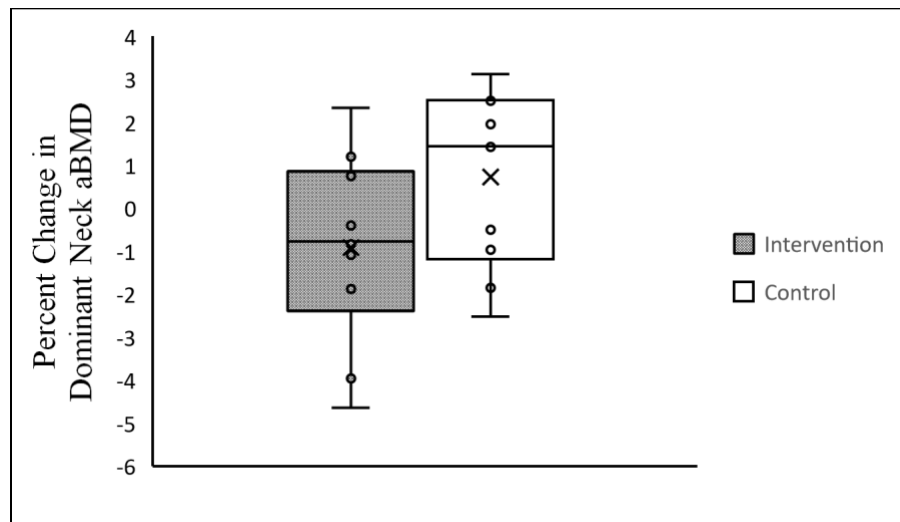 Percent Change in
Dominant Neck aBMD
4
3
2
1
0
-1
-2
-3
-4
-5
-6
Intervention
Control